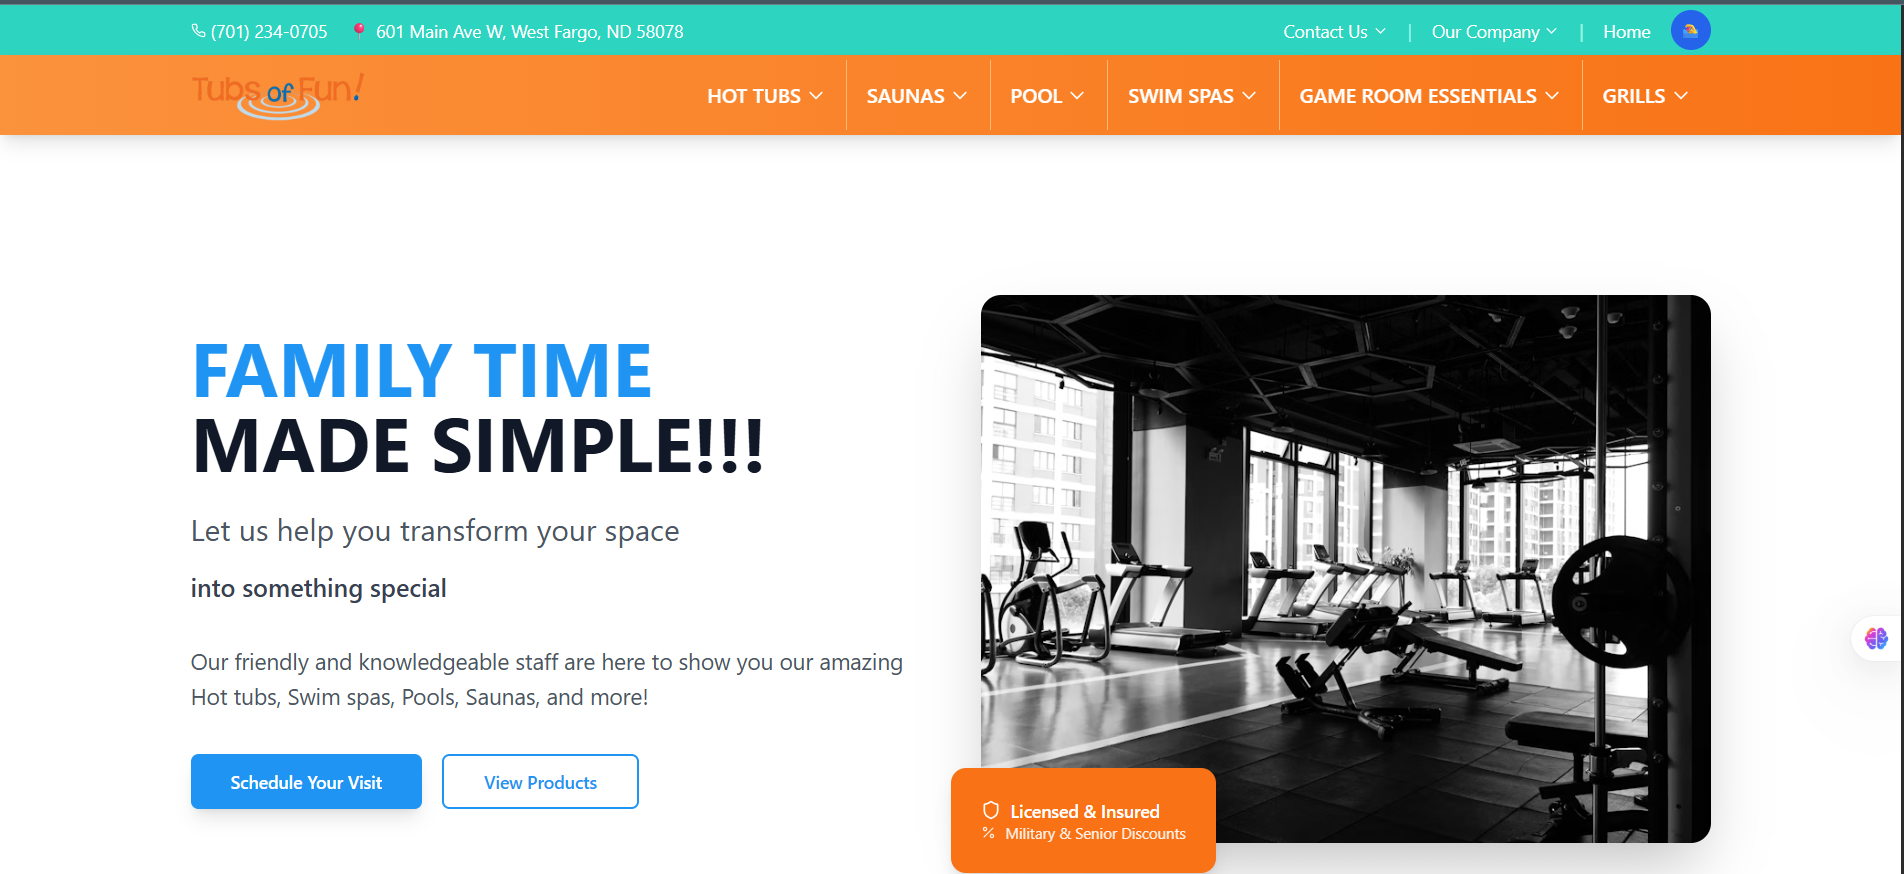 (701) 234-0705 601 Main Ave W, West Fargo, ND 58078 Contact Us | Our Company | Home
Tubs of Fun! HOT TUBS SAUNAS POOL SWIM SPAS GAME ROOM ESSENTIALS GRILLS
FAMILY TIME
MADE SIMPLE!!!
Let us help you transform your space
into something special
Our friendly and knowledgeable staff are here to show you our amazing
Hot tubs, Swim spas, Pools, Saunas, and more!
Schedule Your Visit View Products
Licensed & Insured
Military & Senior Discounts